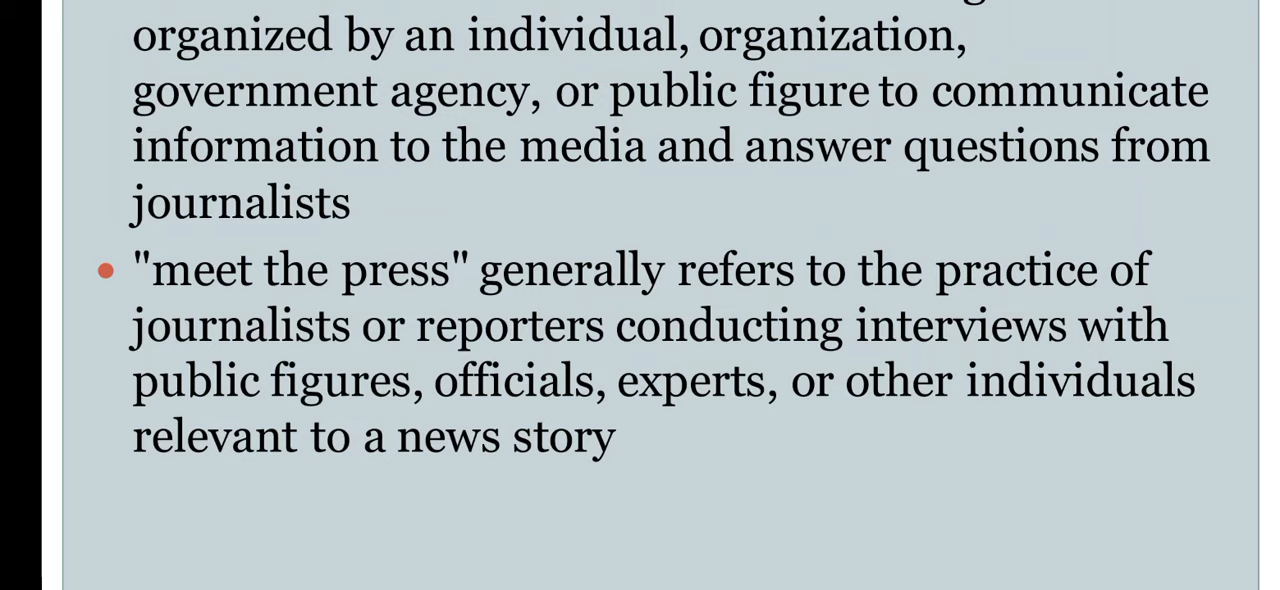 organized by an individual, organization,
government agency, or public figure to communicate
information to the media and answer questions from
journalists
"meet the press" generally refers to the practice of
journalists or reporters conducting interviews with
public figures, officials, experts, or other individuals
relevant to a news story